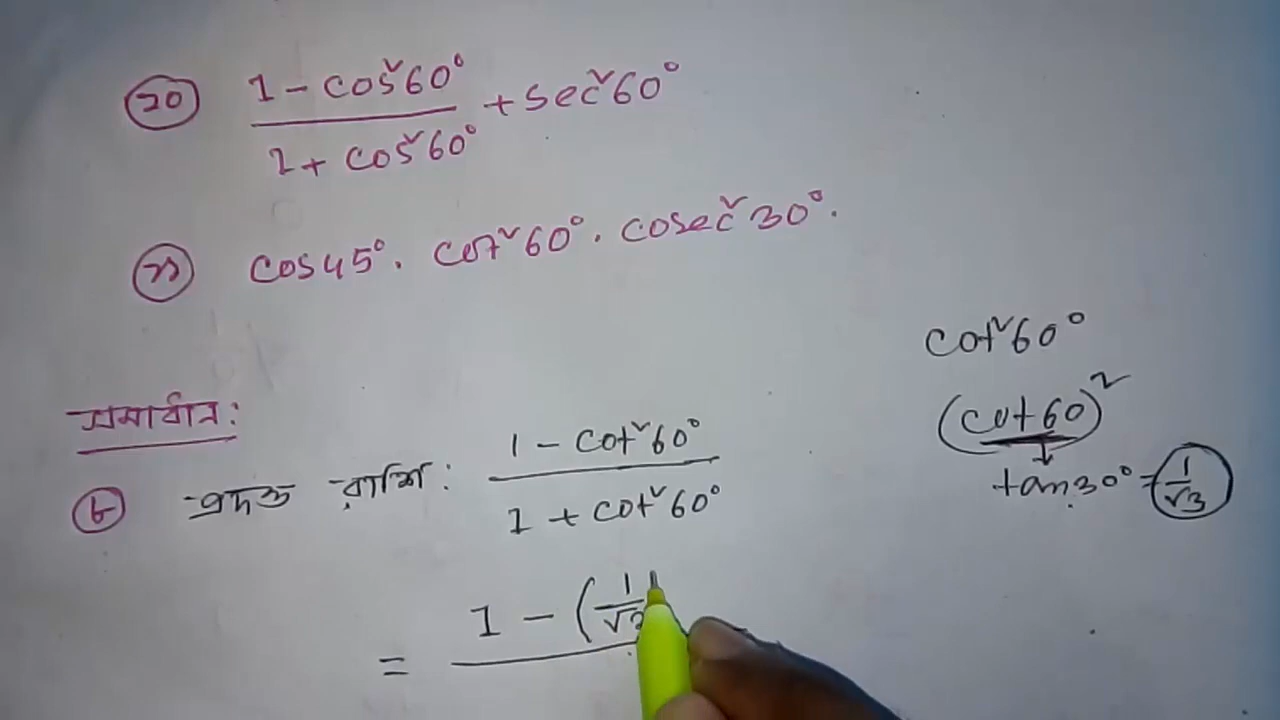 ১০ (1 - cos²60°)/(1 + cos²60°) + sec²60°
১১ cos45° . cot²60° . cosec²30°.
সমাধান:
৮ প্রদত্ত রাশি: (1 - cot²60°)/(1 + cot²60°)
= 1 - (1/√3
cot²60°
(cot60)²
↓
tan30° = 1/√3